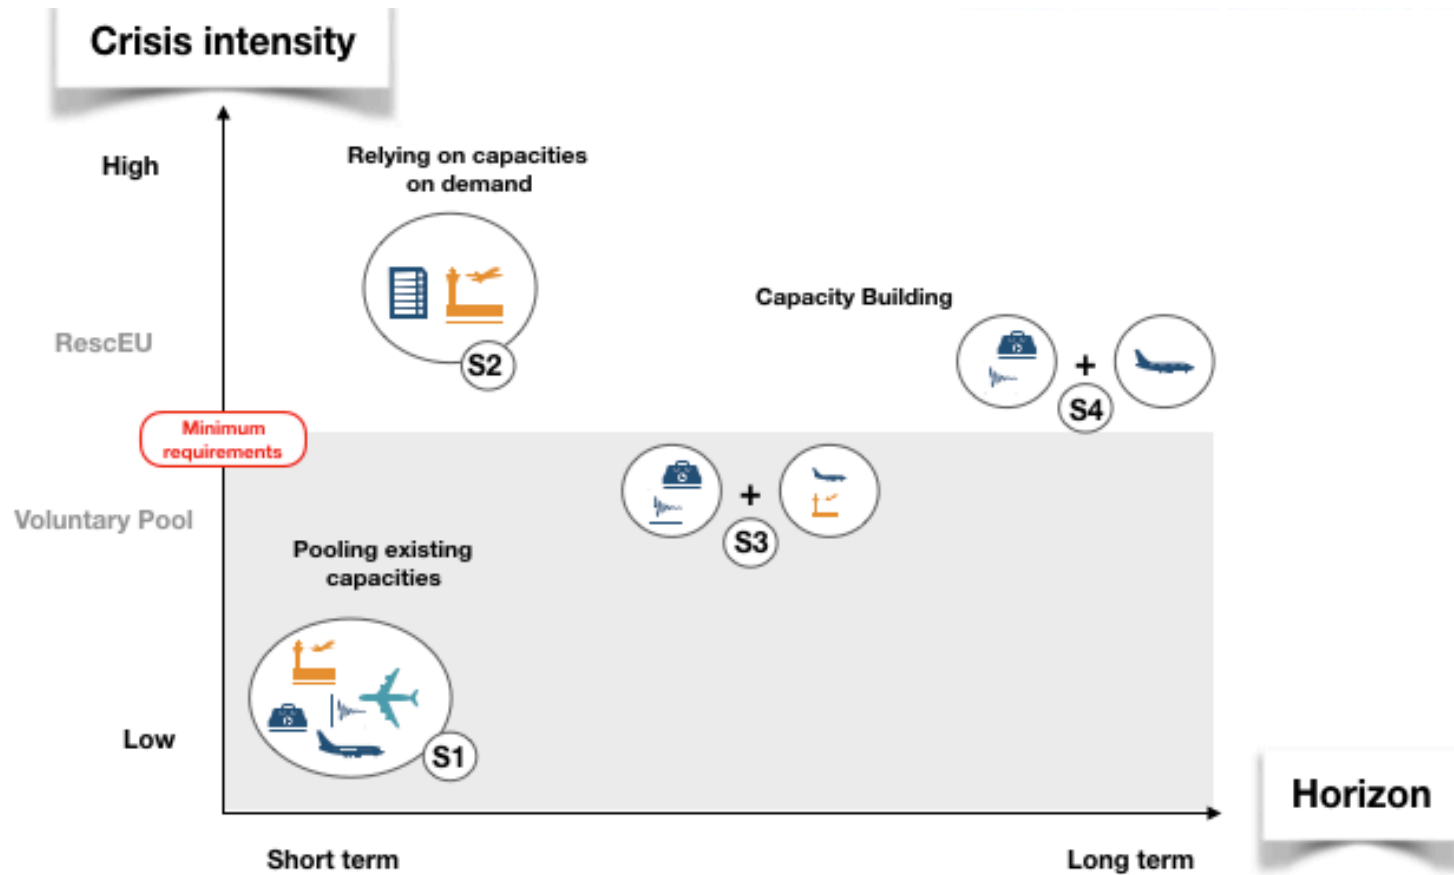 Crisis intensity
High
Relying on capacities
on demand
Capacity Building
RescEU
S2
+
S4
Minimum
requirements
+
Voluntary Pool
S3
Pooling existing
capacities
Low
S1
Horizon
Short term
Long term